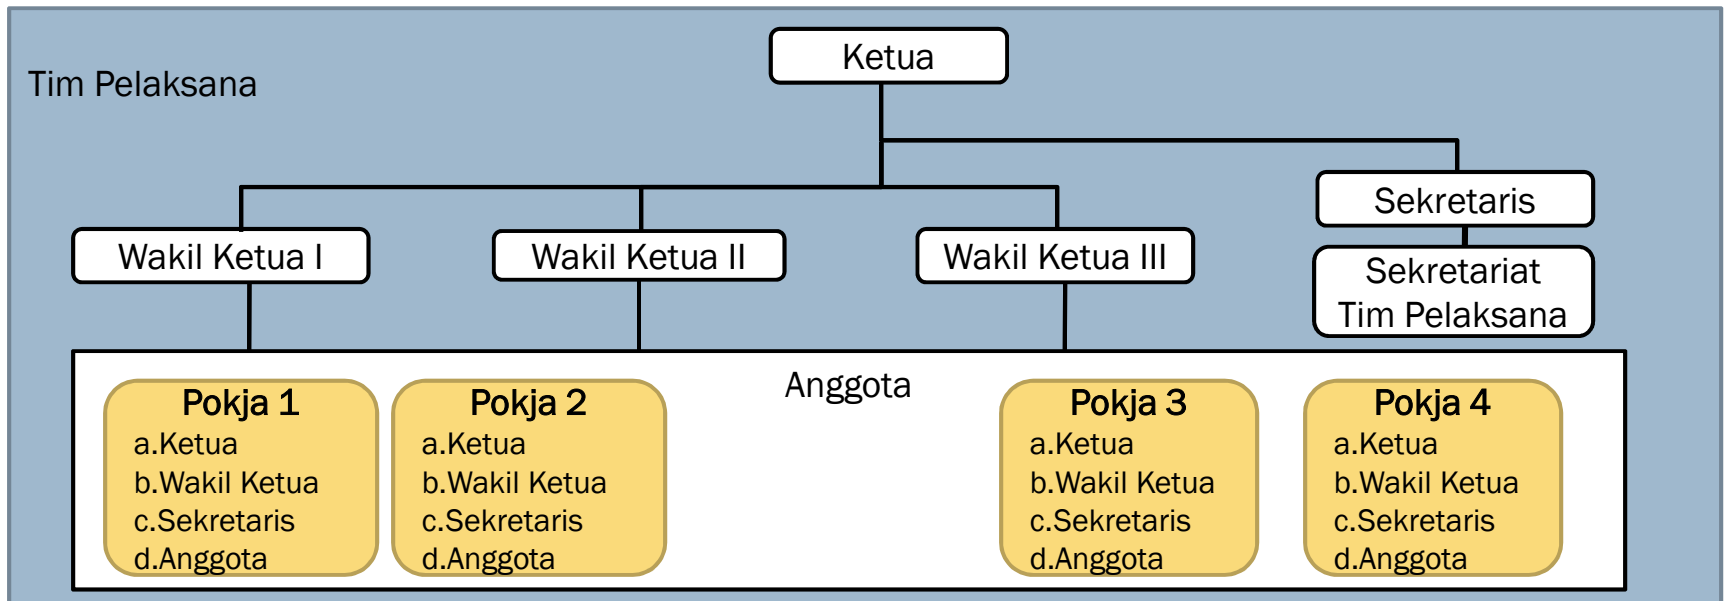 Tim Pelaksana
Ketua
Sekretaris
Wakil Ketua I
Wakil Ketua II
Wakil Ketua III
Sekretariat
Tim Pelaksana
Anggota
Pokja 1
a.Ketua
b.Wakil Ketua
c.Sekretaris
d.Anggota
Pokja 2
a.Ketua
b.Wakil Ketua
c.Sekretaris
d.Anggota
Pokja 3
a.Ketua
b.Wakil Ketua
c.Sekretaris
d.Anggota
Pokja 4
a.Ketua
b.Wakil Ketua
c.Sekretaris
d.Anggota